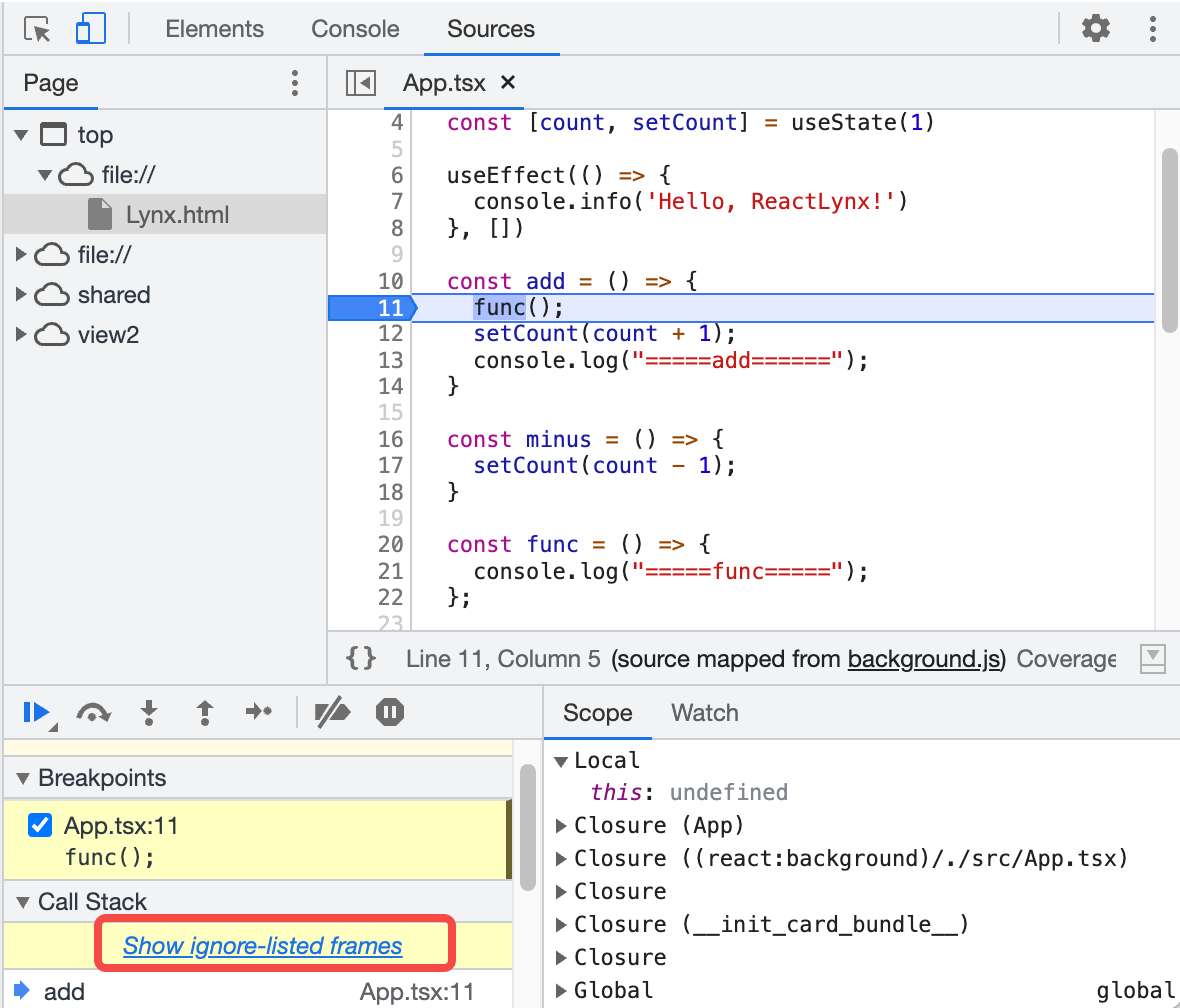 Elements Console Sources
Page
App.tsx ×
top
file://
Lynx.html
file://
shared
view2
4 const [count, setCount] = useState(1)
5
6 useEffect(() => {
7 console.info('Hello, ReactLynx!')
8 }, [])
9
10 const add = () => {
11 func();
12 setCount(count + 1);
13 console.log("=====add======");
14 }
15
16 const minus = () => {
17 setCount(count - 1);
18 }
19
20 const func = () => {
21 console.log("=====func=====");
22 };
23
{} Line 11, Column 5 (source mapped from background.js) Coverage
Scope Watch
Breakpoints
App.tsx:11
func();
Call Stack
Show ignore-listed frames
add App.tsx:11
Local
this: undefined
Closure (App)
Closure ((react:background)/./src/App.tsx)
Closure
Closure (__init_card_bundle__)
Closure
Global global